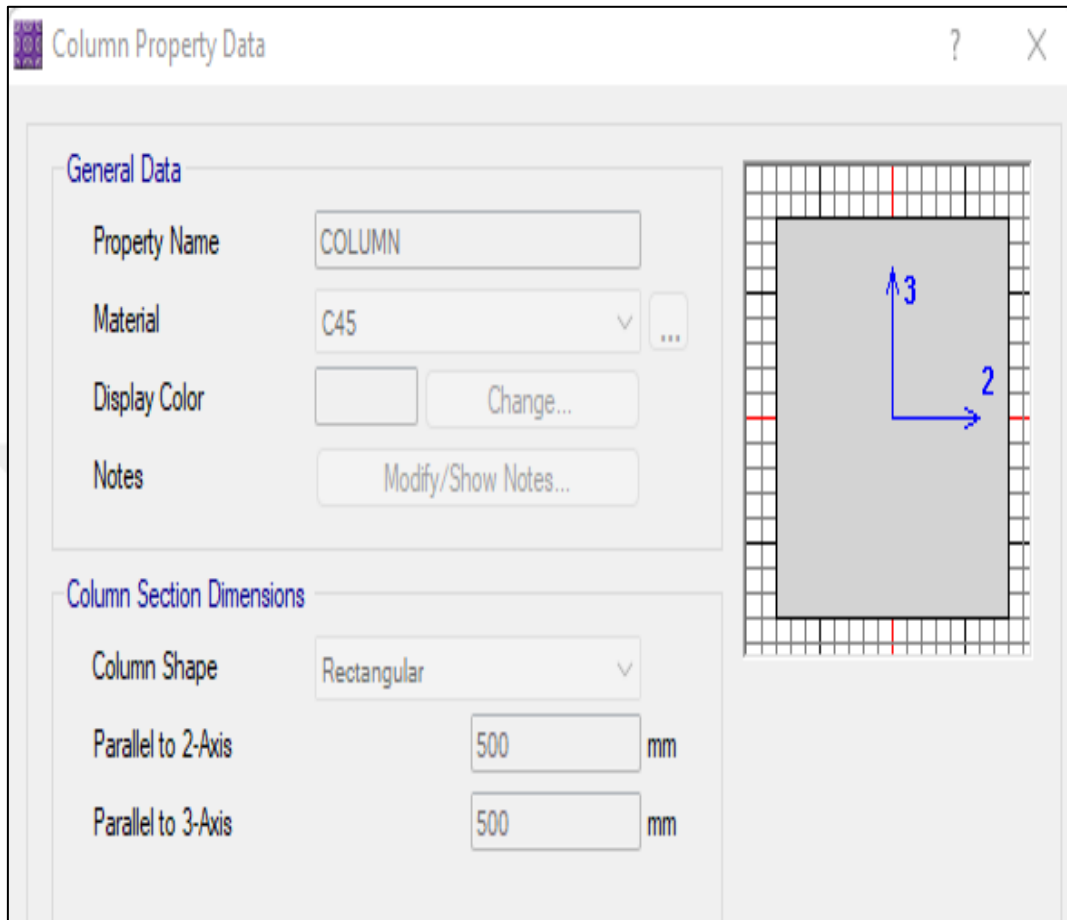 Column Property Data ? X
General Data
Property Name COLUMN
Material C45 ...
Display Color Change...
Notes Modify/Show Notes...
Column Section Dimensions
Column Shape Rectangular
Parallel to 2-Axis 500 mm
Parallel to 3-Axis 500 mm
3
2